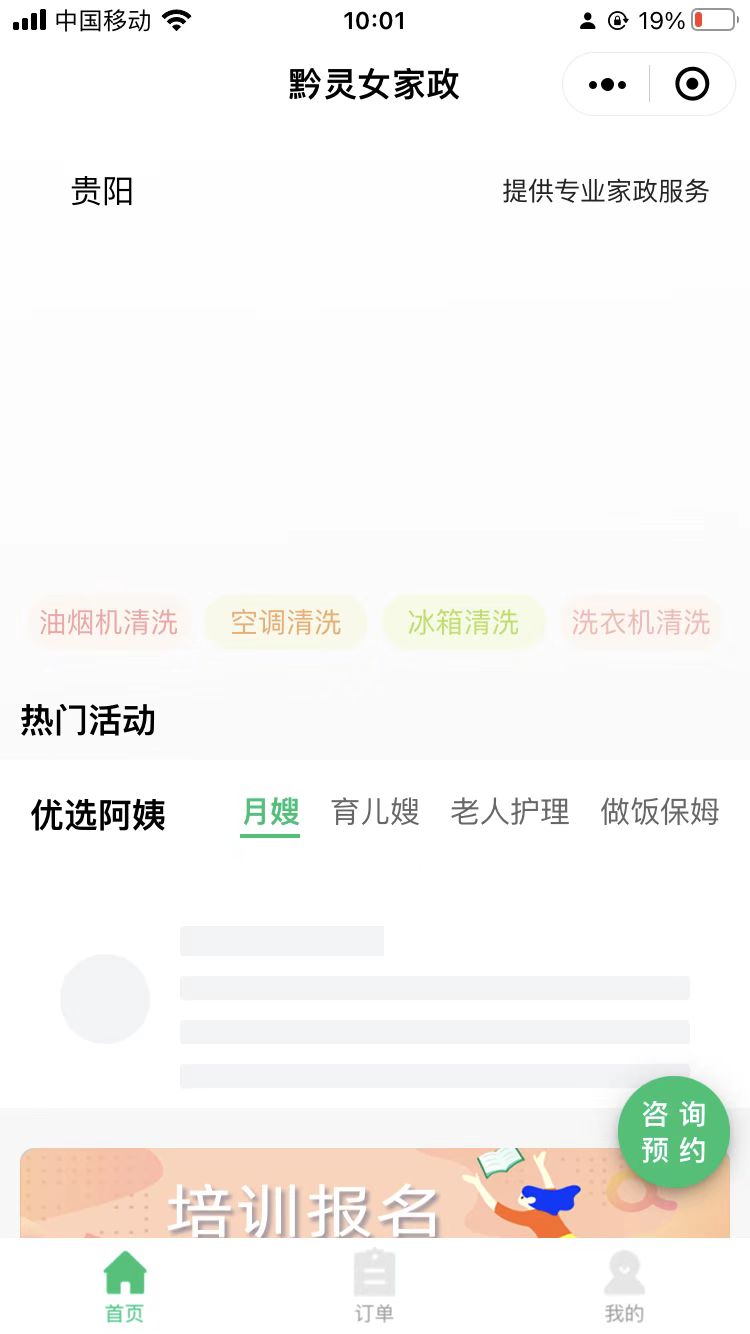 中国移动 10:01 19%
黔灵女家政
贵阳 提供专业家政服务
油烟机清洗 空调清洗 冰箱清洗 洗衣机清洗
热门活动
优选阿姨 月嫂 育儿嫂 老人护理 做饭保姆
咨询
预约
培训报名
首页 订单 我的